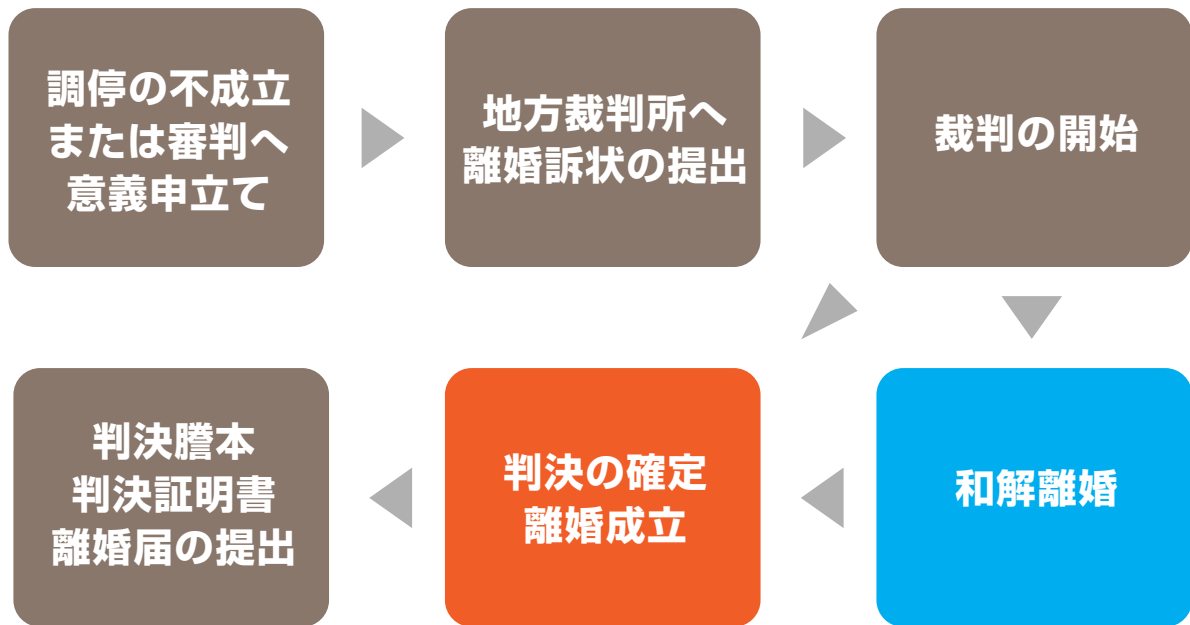 調停の不成立
または審判へ
意義申立て
地方裁判所へ
離婚訴状の提出
裁判の開始
和解離婚
判決の確定
離婚成立
判決謄本
判決証明書
離婚届の提出